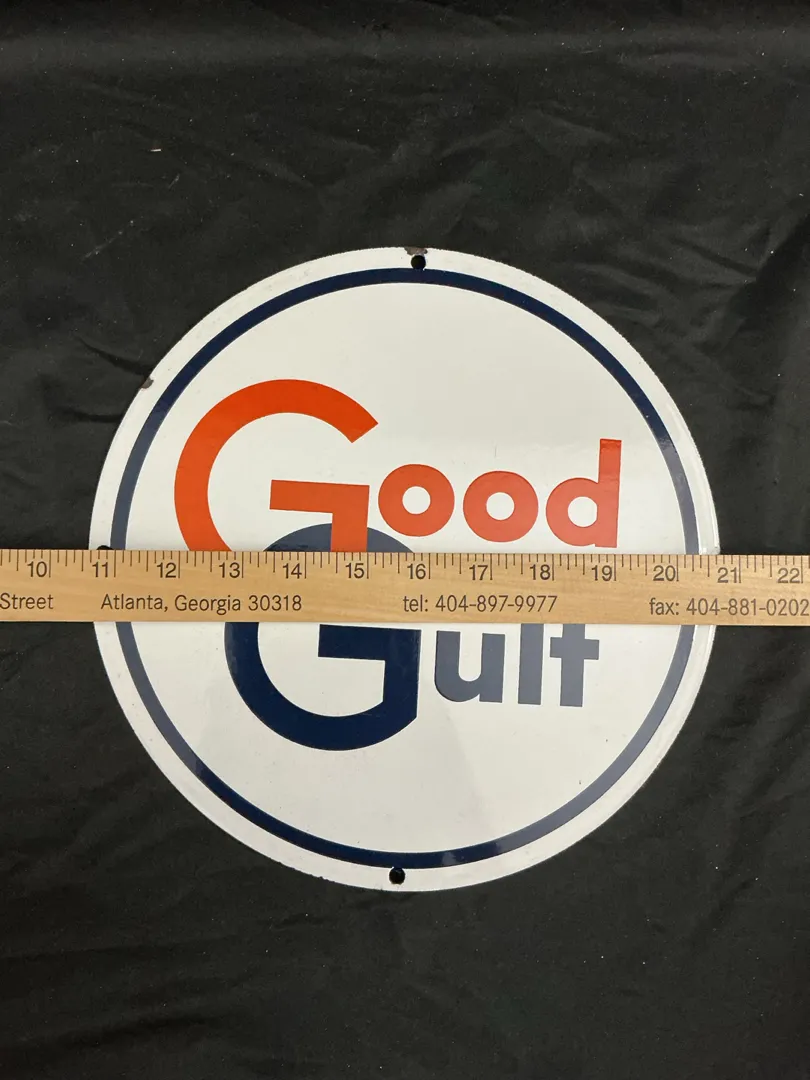 Good
10 11 12 13 14 15 16 17 18 19 20 21 22
Street Atlanta, Georgia 30318 tel: 404-897-9977 fax: 404-881-0202
Gulf